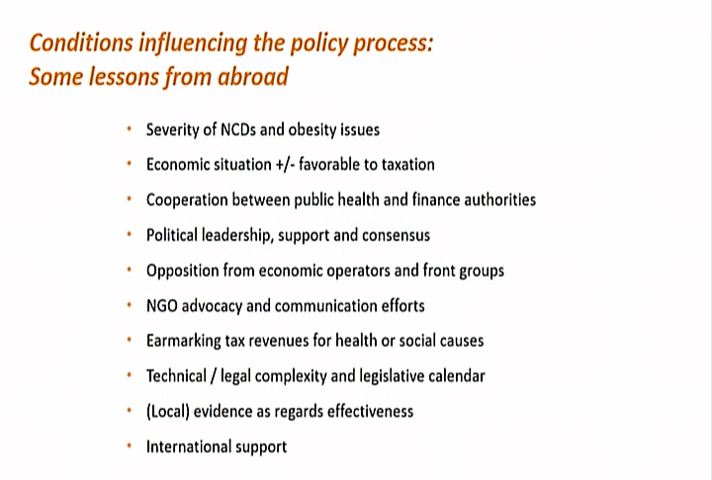 Conditions influencing the policy process:
Some lessons from abroad
• Severity of NCDs and obesity issues
• Economic situation +/- favorable to taxation
• Cooperation between public health and finance authorities
• Political leadership, support and consensus
• Opposition from economic operators and front groups
• NGO advocacy and communication efforts
• Earmarking tax revenues for health or social causes
• Technical / legal complexity and legislative calendar
• (Local) evidence as regards effectiveness
• International support